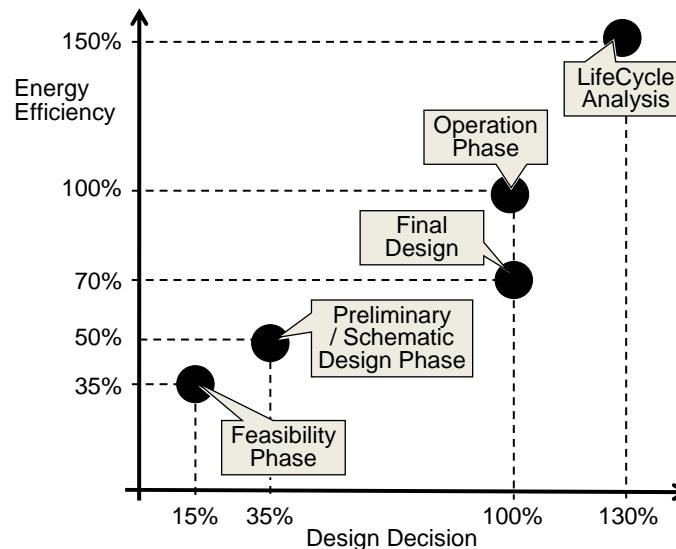 150%
Energy
Efficiency
LifeCycle
Analysis
Operation
Phase
100%
Final
Design
70%
Preliminary
/ Schematic
Design Phase
50%
35%
Feasibility
Phase
15%
35%
100%
130%
Design Decision